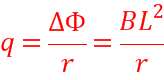 q = ΔΦ/r = BL²/r